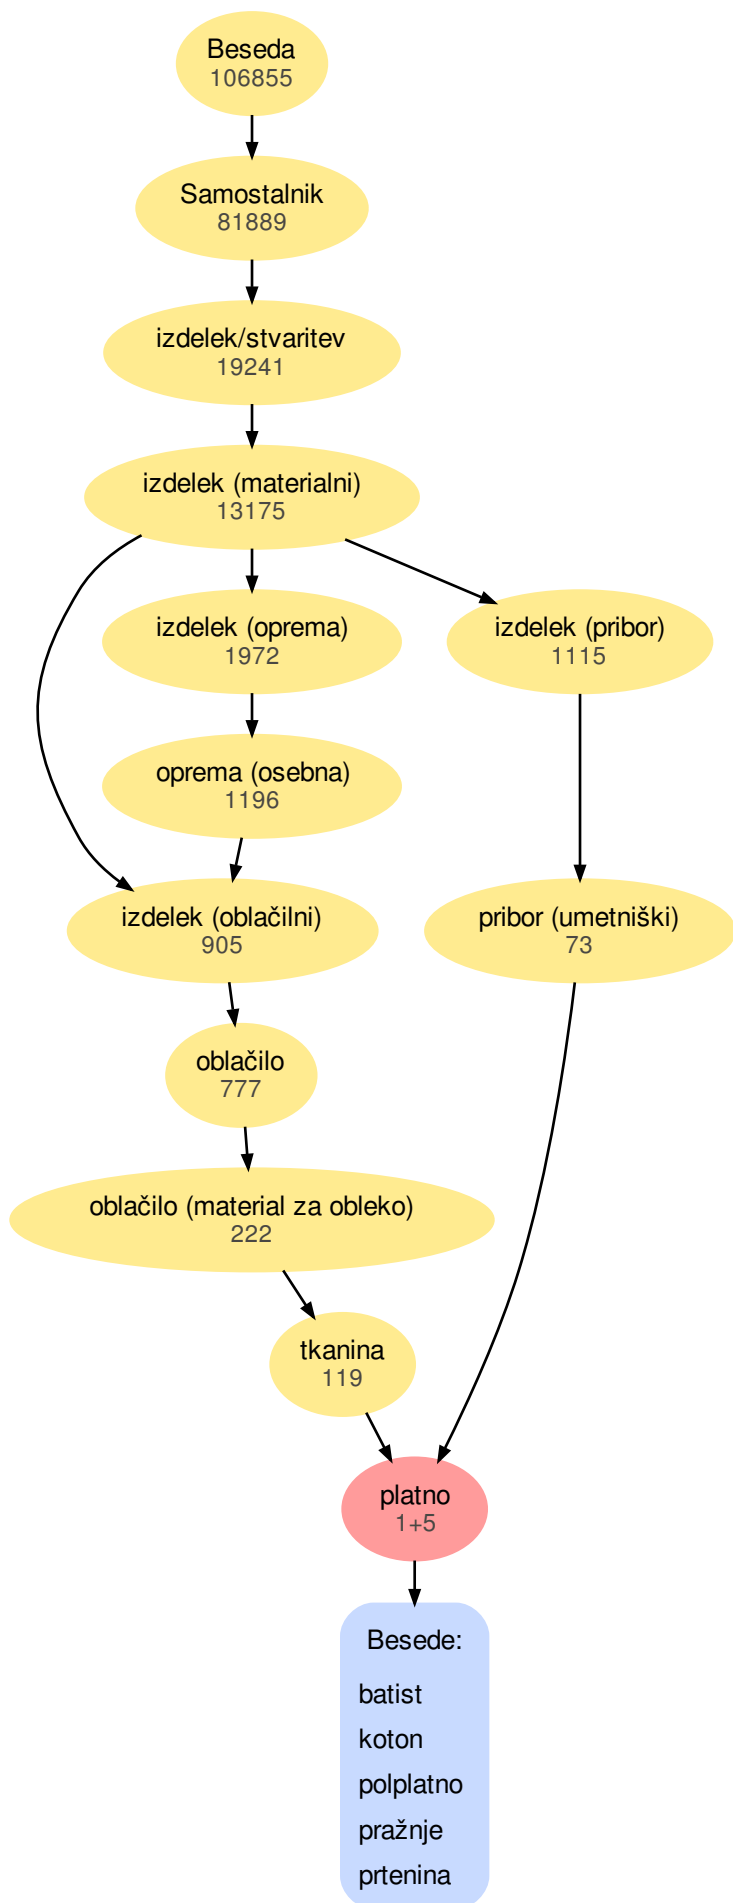 Beseda
106855
Samostalnik
81889
izdelek/stvaritev
19241
izdelek (materialni)
13175
izdelek (oprema)
1972
izdelek (pribor)
1115
oprema (osebna)
1196
izdelek (oblačilni)
905
pribor (umetniški)
73
oblačilo
777
oblačilo (material za obleko)
222
tkanina
119
platno
1+5
Besede:
batist
koton
polplatno
pražnje
prtenina